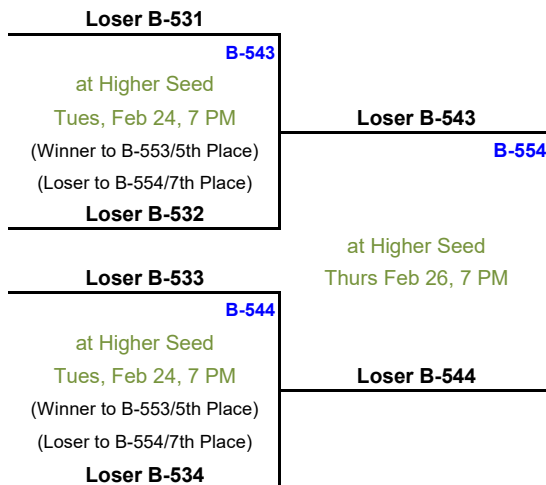 Loser B-531
B-543
at Higher Seed
Tues, Feb 24, 7 PM
(Winner to B-553/5th Place)
(Loser to B-554/7th Place)
Loser B-532
Loser B-543
B-554
at Higher Seed
Thurs Feb 26, 7 PM
Loser B-533
B-544
at Higher Seed
Tues, Feb 24, 7 PM
(Winner to B-553/5th Place)
(Loser to B-554/7th Place)
Loser B-534
Loser B-544